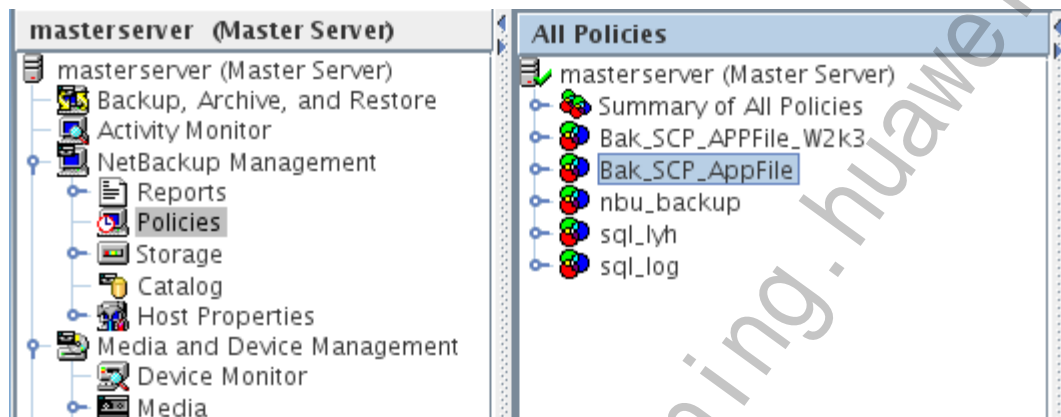 masterserver (Master Server)
masterserver (Master Server)
Backup, Archive, and Restore
Activity Monitor
NetBackup Management
Reports
Policies
Storage
Catalog
Host Properties
Media and Device Management
Device Monitor
Media
All Policies
masterserver (Master Server)
Summary of All Policies
Bak_SCP_APPFile_W2k3
Bak_SCP_AppFile
nbu_backup
sql_lyh
sql_log
ning.huawe